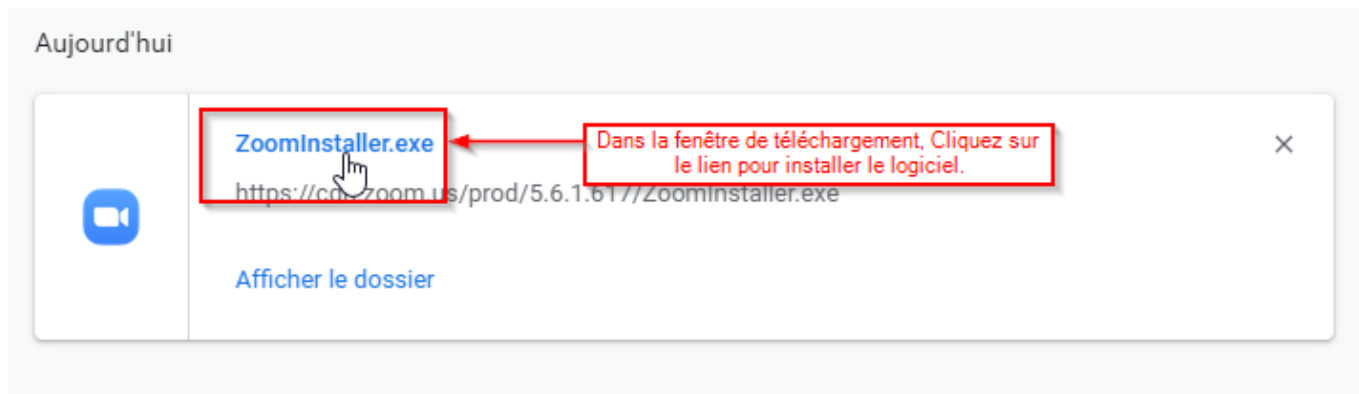 Aujourd'hui
ZoomInstaller.exe
Dans la fenêtre de téléchargement, Cliquez sur
le lien pour installer le logiciel.
https://cdn.zoom.us/prod/5.6.1.617//ZoomInstaller.exe
Afficher le dossier